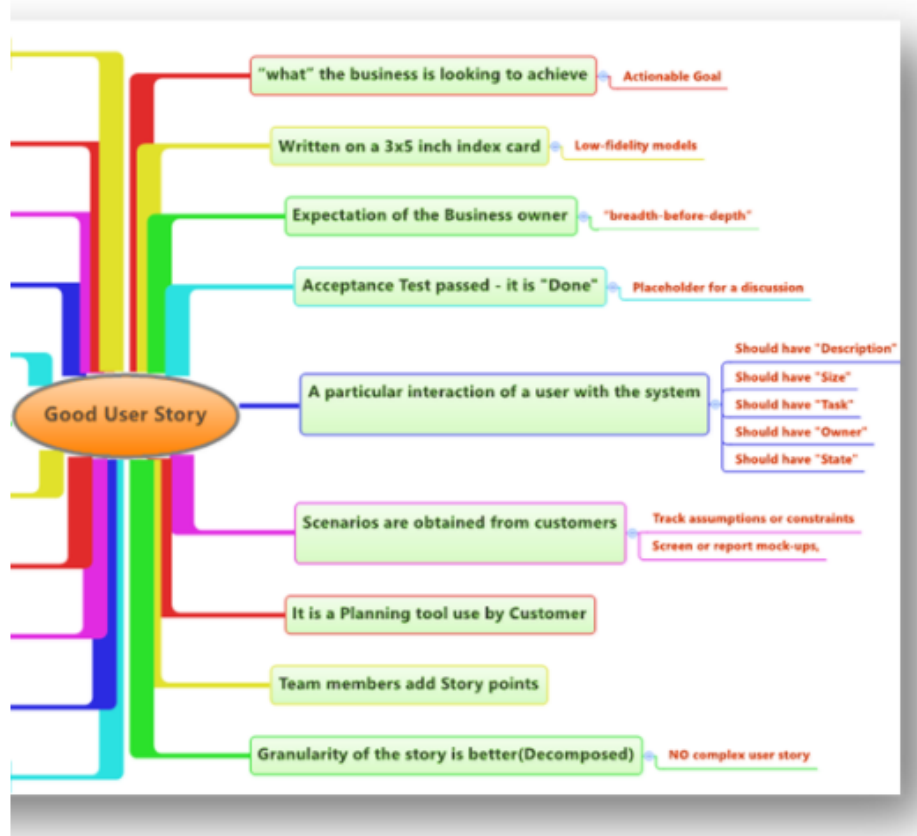 "what" the business is looking to achieve
Actionable Goal
Written on a 3x5 inch index card
Low-fidelity models
Expectation of the Business owner
"breadth-before-depth"
Acceptance Test passed - it is "Done"
Placeholder for a discussion
Good User Story
A particular interaction of a user with the system
Should have "Description"
Should have "Size"
Should have "Task"
Should have "Owner"
Should have "State"
Scenarios are obtained from customers
Track assumptions or constraints
Screen or report mock-ups,
It is a Planning tool use by Customer
Team members add Story points
Granularity of the story is better(Decomposed)
NO complex user story